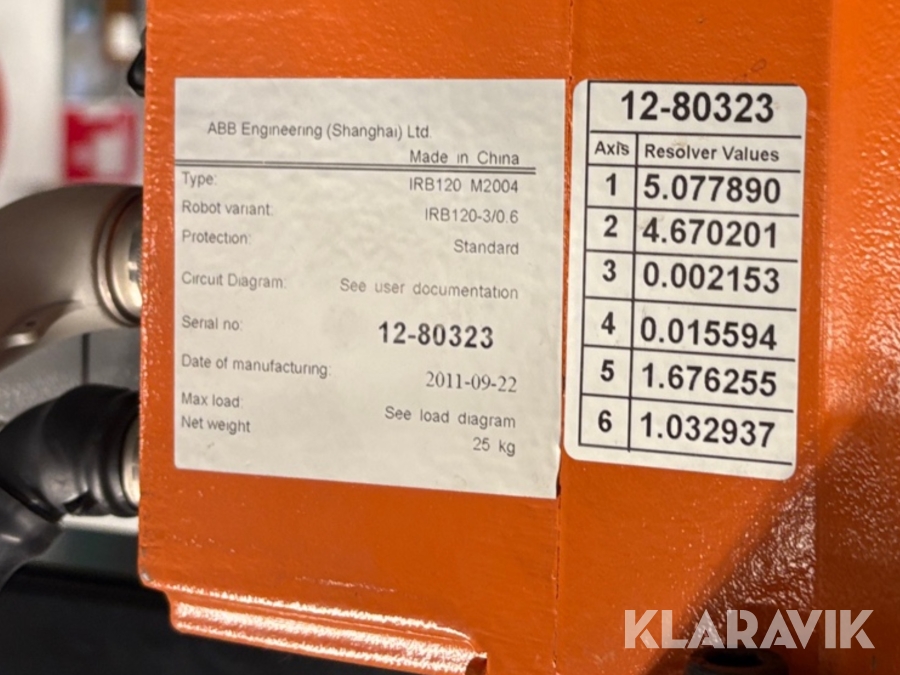 ABB Engineering (Shanghai) Ltd.
Made in China
Type: IRB120 M2004
Robot variant: IRB120-3/0.6
Protection: Standard
Circuit Diagram: See user documentation
Serial no: 12-80323
Date of manufacturing: 2011-09-22
Max load: See load diagram
Net weight 25 kg
12-80323
Axis Resolver Values
1 5.077890
2 4.670201
3 0.002153
4 0.015594
5 1.676255
6 1.032937
KLARAVIK